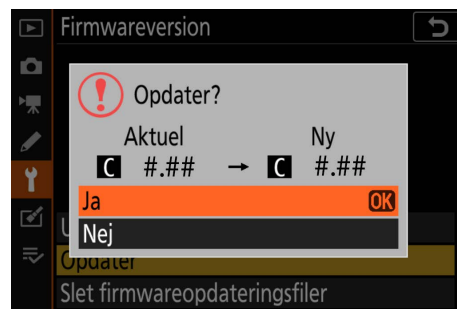 Firmwareversion
Opdater?
Aktuel Ny
C #.## → C #.##
Ja OK
Nej
Opdater
Slet firmwareopdateringsfiler